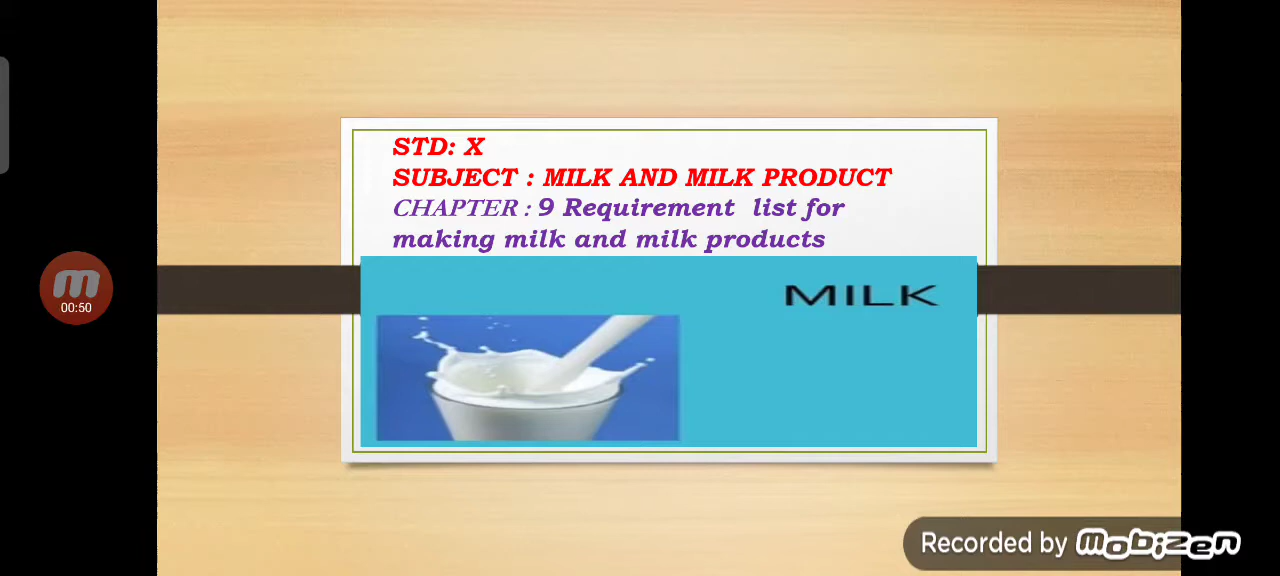 STD: X
SUBJECT : MILK AND MILK PRODUCT
CHAPTER : 9 Requirement list for
making milk and milk products
MILK
00:50
Recorded by mobizen